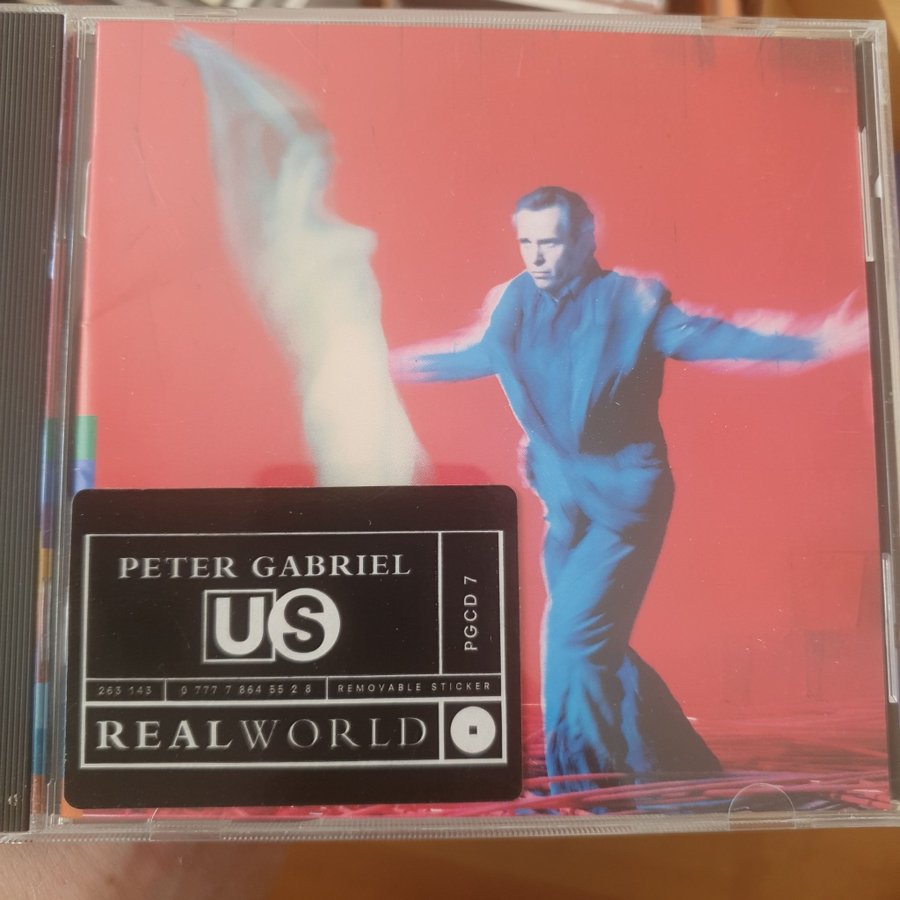 PETER GABRIEL
US
PGCD 7
263 143
0 777 7 864 55 2 8
REMOVABLE STICKER
REALWORLD